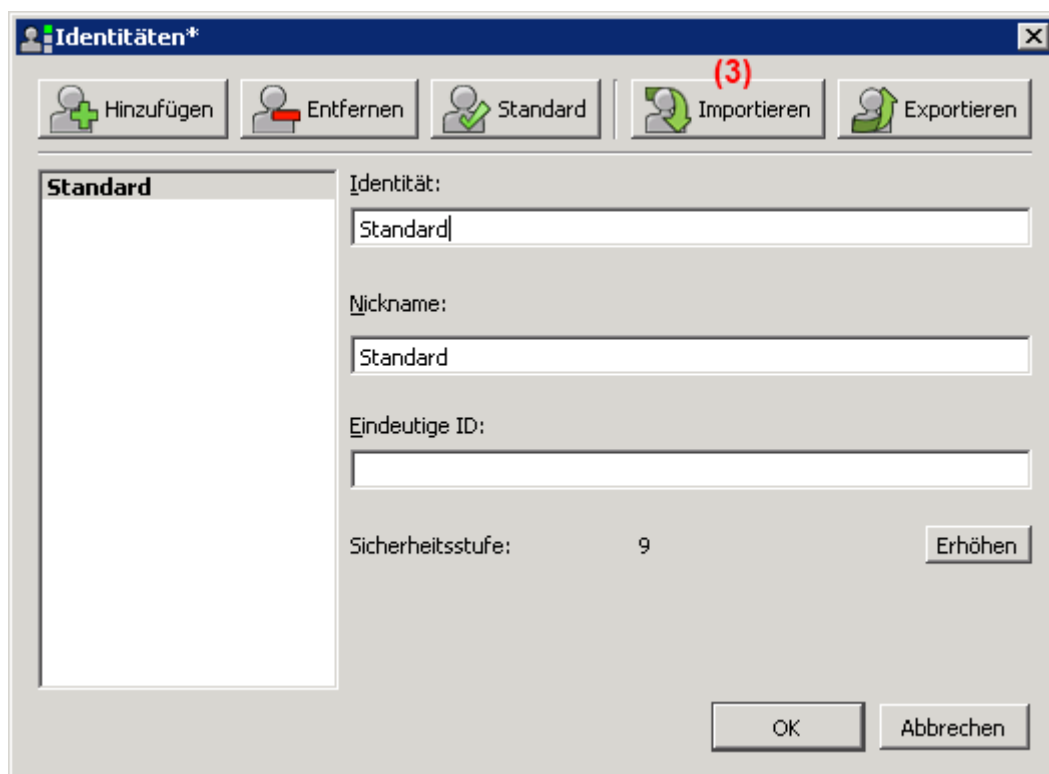 Identitäten*
(3)
Hinzufügen Entfernen Standard Importieren Exportieren
Standard
Identität:
Standard
Nickname:
Standard
Eindeutige ID:
Sicherheitsstufe: 9 Erhöhen
OK Abbrechen